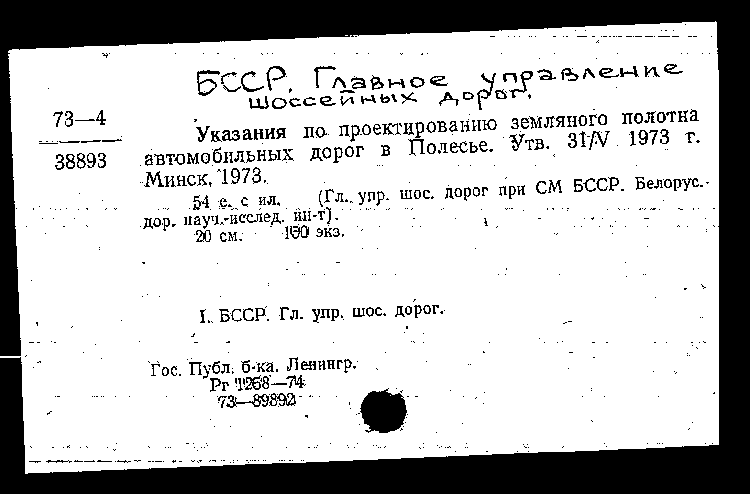 БССР. Главное управление
шоссейных дорог.
73—4
38893
Указания по проектированию земляного полотна
автомобильных дорог в Полесье. Утв. 31/V 1973 г.
Минск, 1973.
54 с. с ил. (Гл. упр. шос. дорог при СМ БССР. Белорус.
дор. науч.-исслед. ин-т).
20 см. 100 экз.
I. БССР. Гл. упр. шос. дорог.
Гос. Публ. б-ка. Ленингр.
Рг 1268—74
73—89892